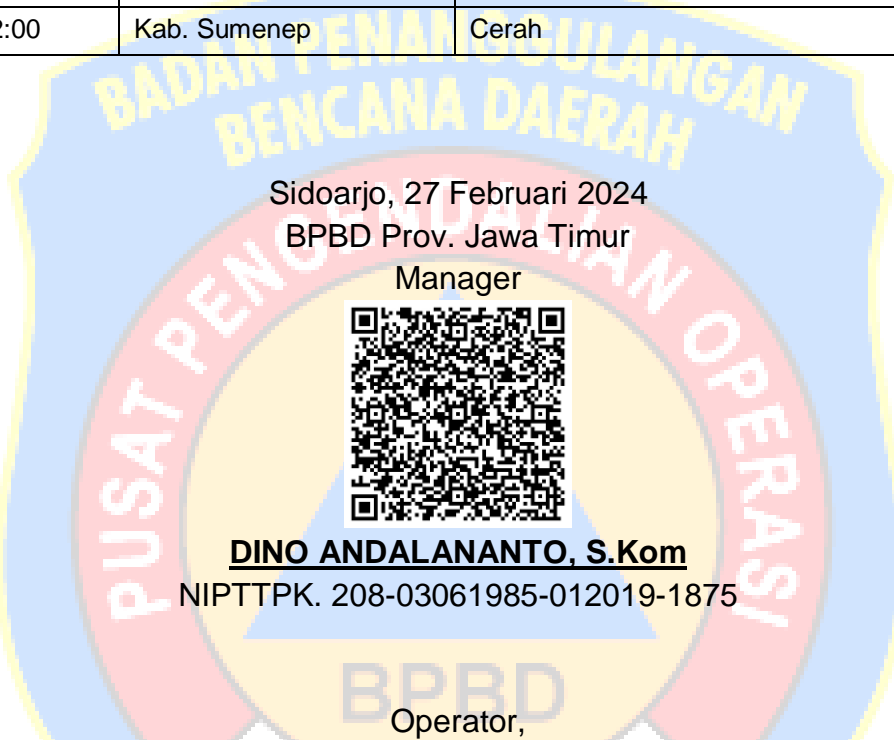 2:00 Kab. Sumenep Cerah
BADAN PENANGGULANGAN
BENCANA DAERAH
PUSAT PENGENDALIAN OPERASI
Sidoarjo, 27 Februari 2024
BPBD Prov. Jawa Timur
Manager
DINO ANDALANANTO, S.Kom
NIPTTPK. 208-03061985-012019-1875
BPBD
Operator,